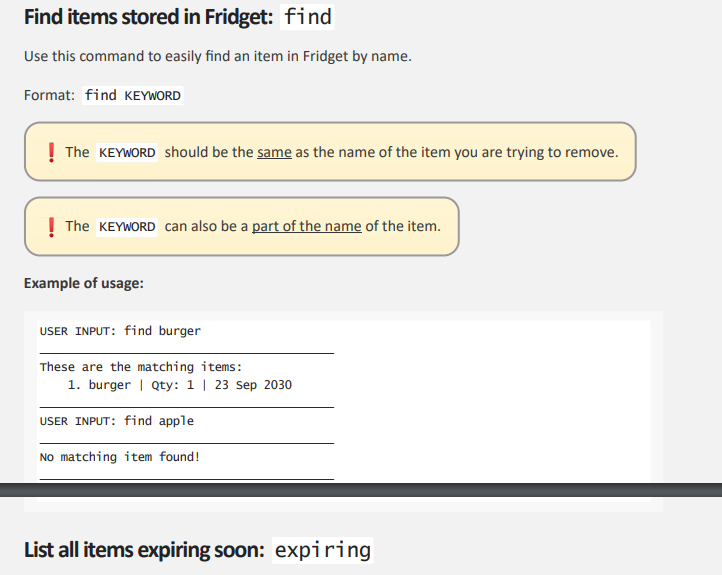 Find items stored in Fridget: find
Use this command to easily find an item in Fridget by name.
Format: find KEYWORD
❗ The KEYWORD should be the same as the name of the item you are trying to remove.
❗ The KEYWORD can also be a part of the name of the item.
Example of usage:
USER INPUT: find burger
These are the matching items:
1. burger | Qty: 1 | 23 Sep 2030
USER INPUT: find apple
No matching item found!
List all items expiring soon: expiring